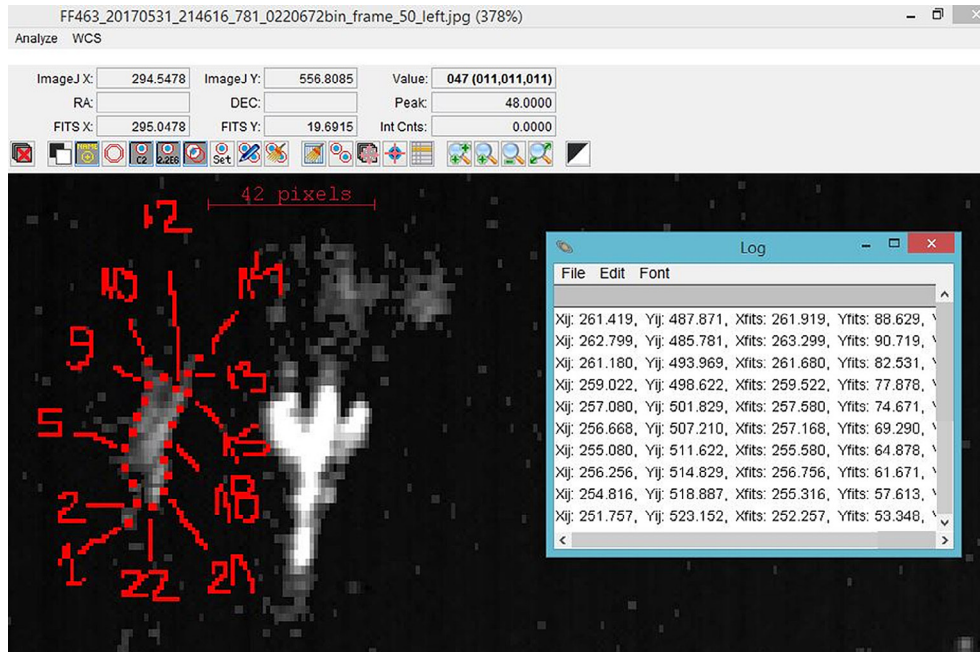 FF463_20170531_214616_781_0220672bin_frame_50_left.jpg (378%)
Analyze WCS
ImageJ X: 294.5478 ImageJ Y: 556.8085 Value: 047 (011,011,011)
RA: DEC: Peak: 48.0000
FITS X: 295.0478 FITS Y: 19.6915 Int Cnts: 0.0000
NAME C2 2.2E6 Set
42 pixels
12
Log
File Edit Font
Xij: 261.419, Yij: 487.871, Xfits: 261.919, Yfits: 88.629,
Xij: 262.799, Yij: 485.781, Xfits: 263.299, Yfits: 90.719,
Xij: 261.180, Yij: 493.969, Xfits: 261.680, Yfits: 82.531,
Xij: 259.022, Yij: 498.622, Xfits: 259.522, Yfits: 77.878,
Xij: 257.080, Yij: 501.829, Xfits: 257.580, Yfits: 74.671,
Xij: 256.668, Yij: 507.210, Xfits: 257.168, Yfits: 69.290,
Xij: 255.080, Yij: 511.622, Xfits: 255.580, Yfits: 64.878,
Xij: 256.256, Yij: 514.829, Xfits: 256.756, Yfits: 61.671,
Xij: 254.816, Yij: 518.887, Xfits: 255.316, Yfits: 57.613,
Xij: 251.757, Yij: 523.152, Xfits: 252.257, Yfits: 53.348,
9
13
5
2
18
1
22
21